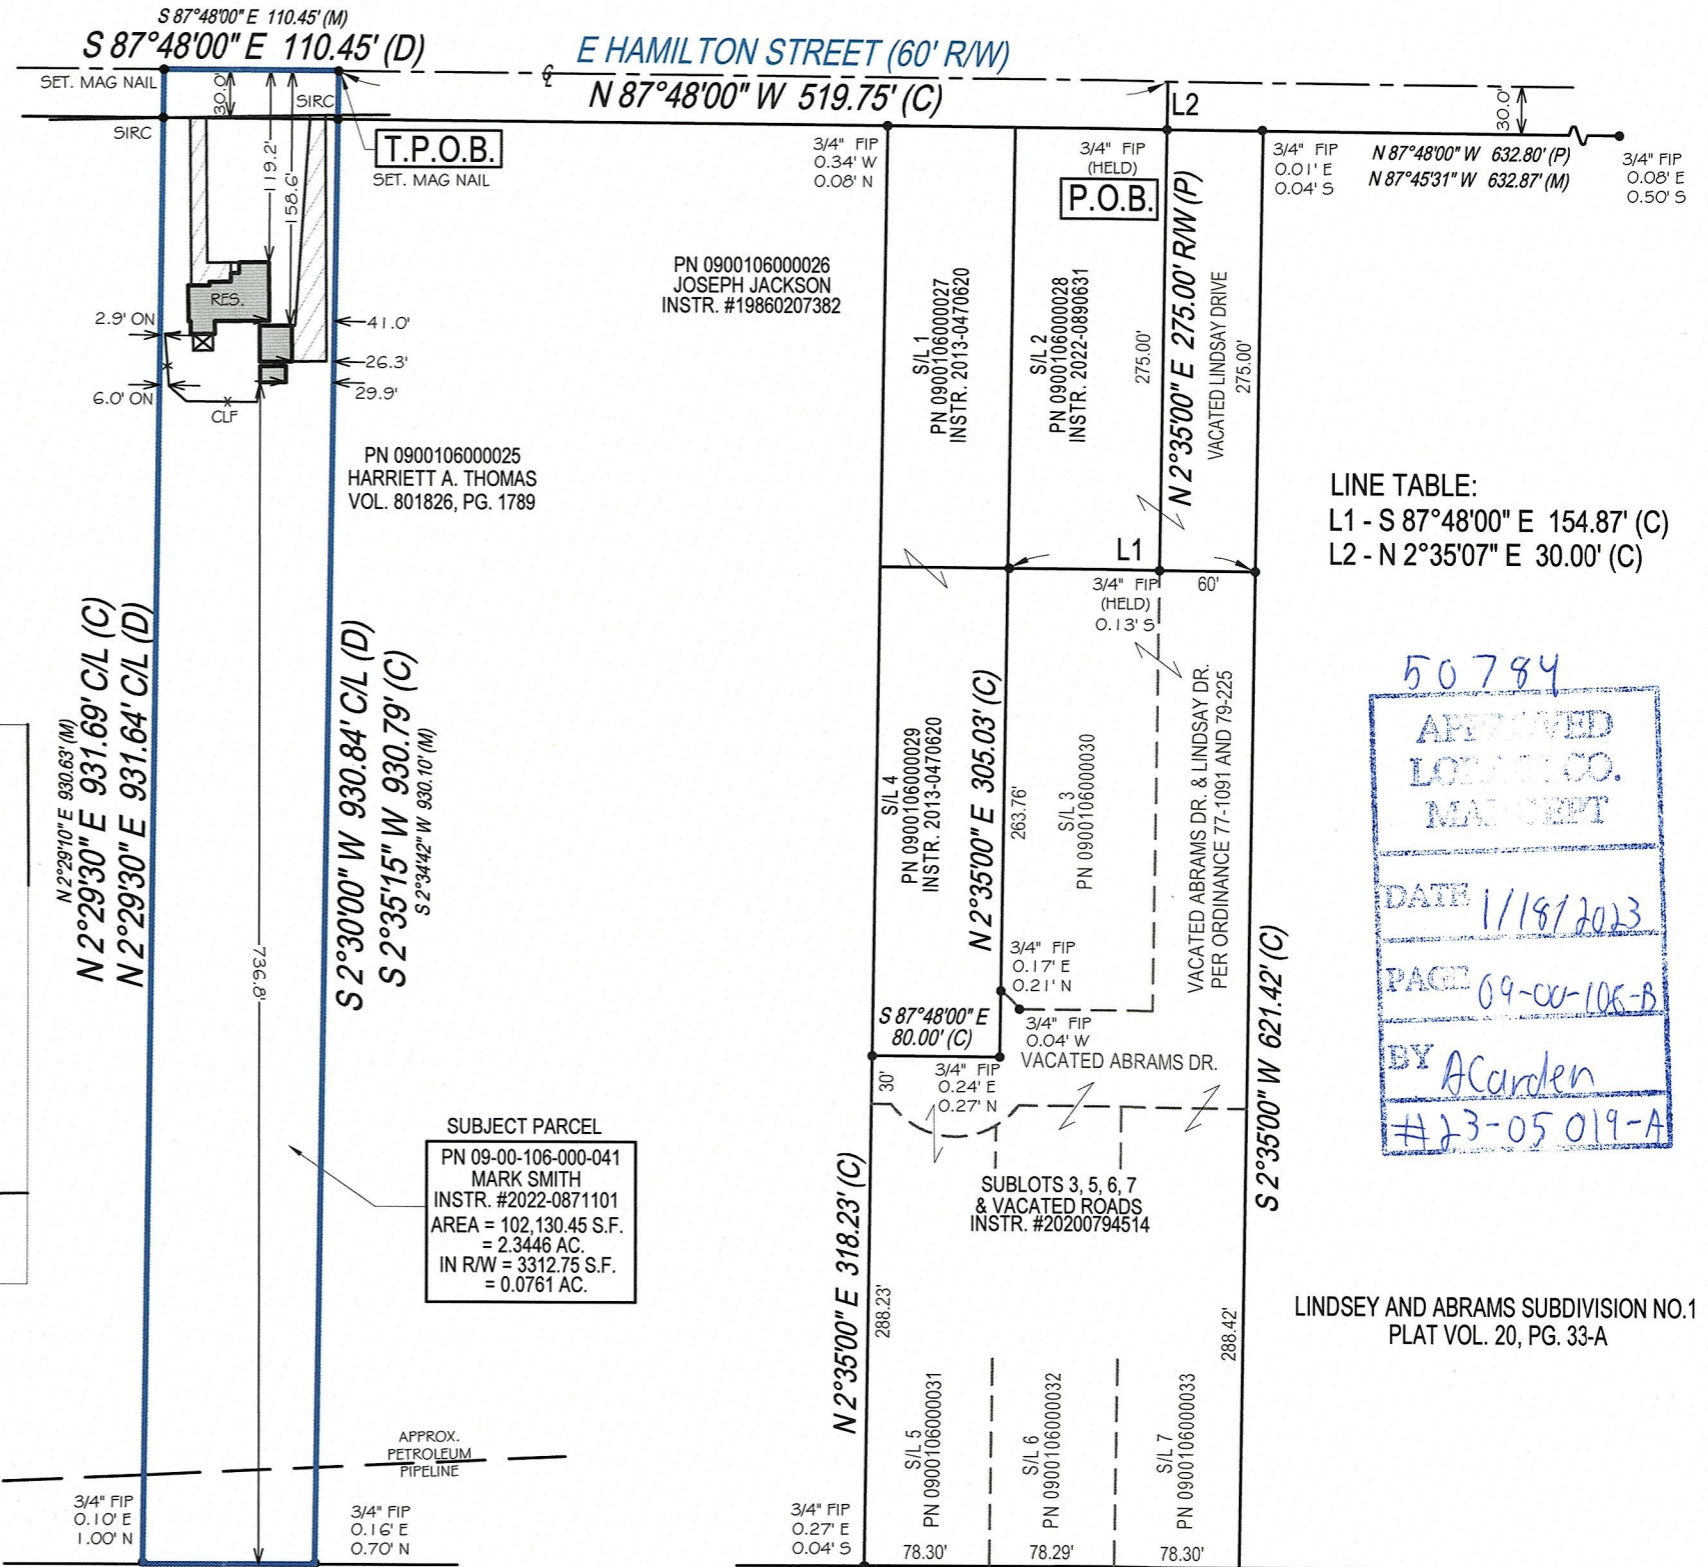 S 87°48'00" E 110.45' (M)
S 87°48'00" E 110.45' (D)
E HAMILTON STREET (60' R/W)
SET. MAG NAIL
30.0'
SIRC
N 87°48'00" W 519.75' (C)
L2
30.0'
SIRC
T.P.O.B.
SET. MAG NAIL
119.2'
158.6'
3/4" FIP
0.34' W
0.08' N
3/4" FIP
(HELD)
P.O.B.
3/4" FIP
0.01' E
0.04' S
N 87°48'00" W 632.80' (P)
N 87°45'31" W 632.87' (M)
3/4" FIP
0.08' E
0.50' S
PN 0900106000026
JOSEPH JACKSON
INSTR. #19860207382
S/L 1
PN 0900106000027
INSTR. 2013-0470620
S/L 2
PN 0900106000028
INSTR. 2022-0890631
275.00'
N 2°35'00" E 275.00' R/W (P)
VACATED LINDSAY DRIVE
275.00'
RES.
2.9' ON
41.0'
26.3'
6.0' ON
29.9'
CLF
PN 0900106000025
HARRIETT A. THOMAS
VOL. 801826, PG. 1789
LINE TABLE:
L1 - S 87°48'00" E 154.87' (C)
L2 - N 2°35'07" E 30.00' (C)
L1
3/4" FIP
(HELD)
0.13' S
60'
N 2°29'10" E 930.63' (M)
N 2°29'30" E 931.69' C/L (C)
N 2°29'30" E 931.64' C/L (D)
S 2°30'00" W 930.84' C/L (D)
S 2°35'15" W 930.79' (C)
S 2°34'42" W 930.10' (M)
736.8'
S/L 4
PN 0900106000029
INSTR. 2013-0470620
N 2°35'00" E 305.03' (C)
263.76'
S/L 3
PN 0900106000030
VACATED ABRAMS DR. & LINDSAY DR.
PER ORDINANCE 77-1091 AND 79-225
50784
APPROVED
LORAIN CO.
MAP DEPT
DATE 1/18/2023
PAGE 09-00-106-B
BY ACarden
#23-05 019-A
3/4" FIP
0.17' E
0.21' N
S 87°48'00" E
80.00' (C)
3/4" FIP
0.04' W
VACATED ABRAMS DR.
30'
3/4" FIP
0.24' E
0.27' N
S 2°35'00" W 621.42' (C)
SUBJECT PARCEL
PN 09-00-106-000-041
MARK SMITH
INSTR. #2022-0871101
AREA = 102,130.45 S.F.
= 2.3446 AC.
IN R/W = 3312.75 S.F.
= 0.0761 AC.
SUBLOTS 3, 5, 6, 7
& VACATED ROADS
INSTR. #20200794514
N 2°35'00" E 318.23' (C)
288.23'
288.42'
LINDSEY AND ABRAMS SUBDIVISION NO.1
PLAT VOL. 20, PG. 33-A
S/L 5
PN 0900106000031
S/L 6
PN 0900106000032
S/L 7
PN 0900106000033
APPROX.
PETROLEUM
PIPELINE
3/4" FIP
0.10' E
1.00' N
3/4" FIP
0.16' E
0.70' N
3/4" FIP
0.27' E
0.04' S
78.30'
78.29'
78.30'